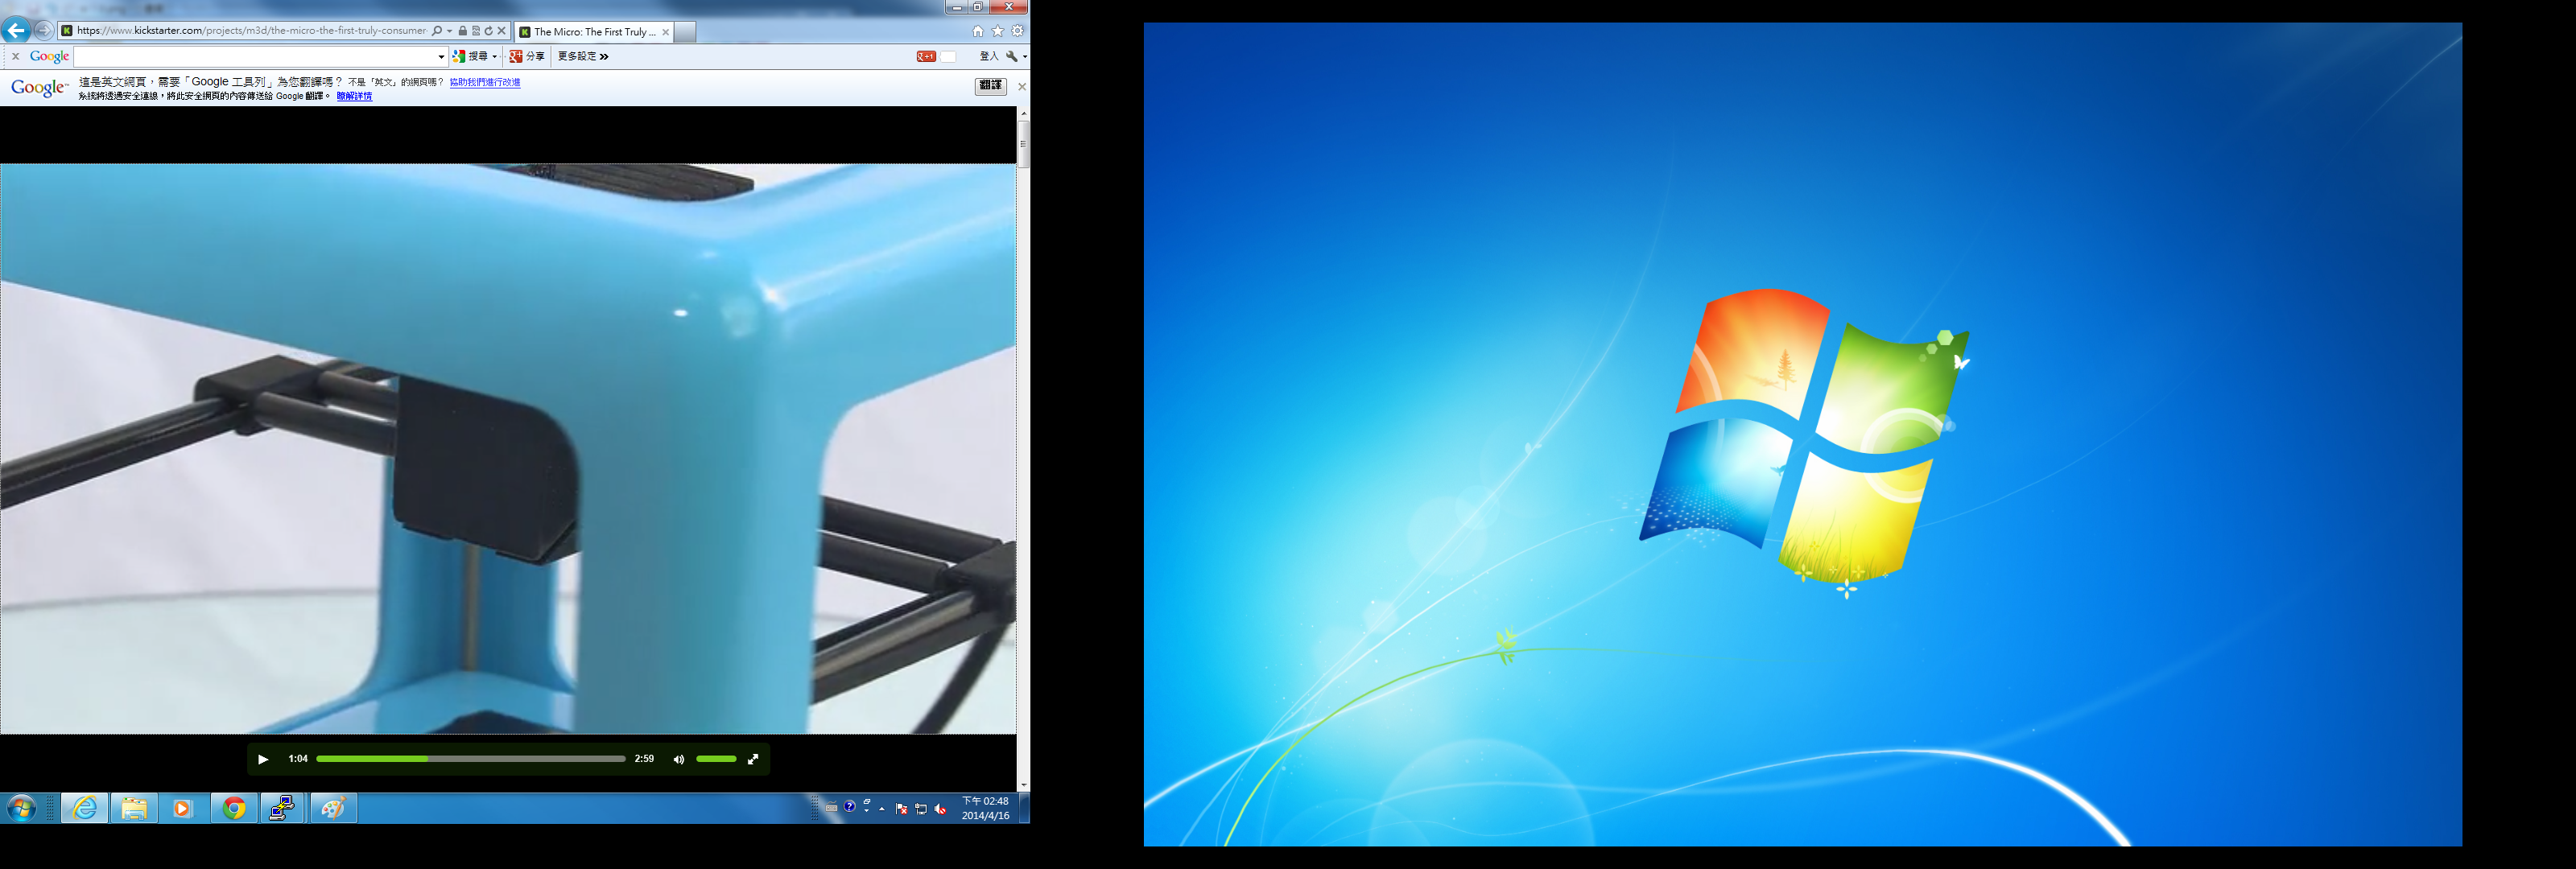 https://www.kickstarter.com/projects/m3d/the-micro-the-first-truly-consumer-
The Micro: The First Truly ...
Google
搜尋
分享
更多設定
+1
登入
Google
這是英文網頁，需要「Google 工具列」為您翻譯嗎？ 不是「英文」的網頁嗎？ 協助我們進行改進
系統將透過安全連線，將此安全網頁的內容傳送給 Google 翻譯。 瞭解詳情
翻譯
1:04
2:59
下午 02:48
2014/4/16